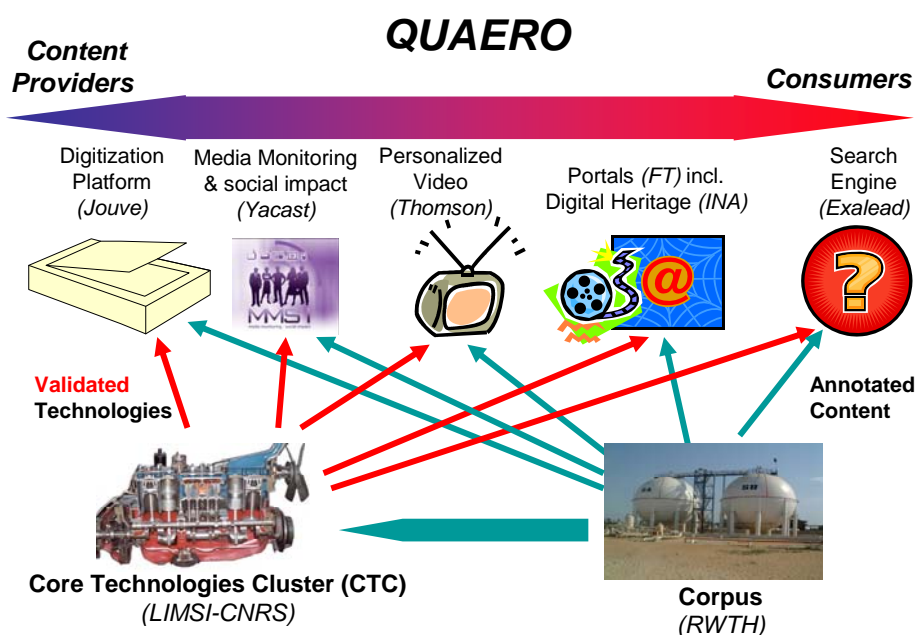 QUAERO
Content
Providers
Consumers
Digitization
Platform
(Jouve)
Media Monitoring
& social impact
(Yacast)
Personalized
Video
(Thomson)
Portals (FT) incl.
Digital Heritage (INA)
Search
Engine
(Exalead)
MMSI
@
?
Validated
Technologies
Annotated
Content
Core Technologies Cluster (CTC)
(LIMSI-CNRS)
Corpus
(RWTH)